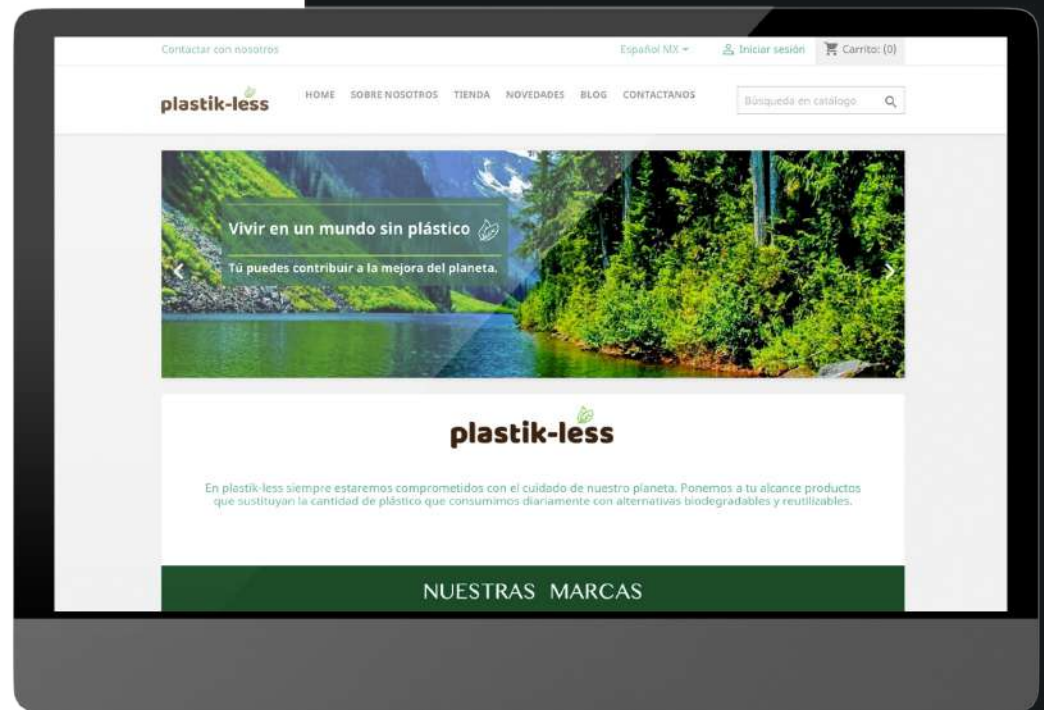 Contactar con nosotros
Español MX
Iniciar sesión
Carrito: (0)
plastik-less
HOME SOBRE NOSOTROS TIENDA NOVEDADES BLOG CONTACTANOS
Búsqueda en catálogo
Vivir en un mundo sin plástico
Tú puedes contribuir a la mejora del planeta.
plastik-less
En plastik-less siempre estaremos comprometidos con el cuidado de nuestro planeta. Ponemos a tu alcance productos
que sustituyan la cantidad de plástico que consumimos diariamente con alternativas biodegradables y reutilizables.
NUESTRAS MARCAS